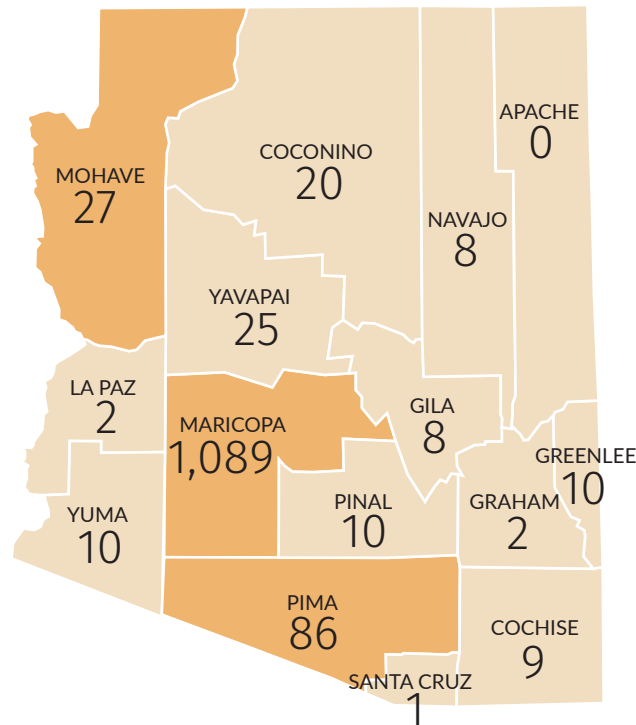 APACHE
0
COCONINO
20
MOHAVE
27
NAVAJO
8
YAVAPAI
25
LA PAZ
2
MARICOPA
1,089
GILA
8
GREENLEE
10
YUMA
10
PINAL
10
GRAHAM
2
PIMA
86
COCHISE
9
SANTA CRUZ
1